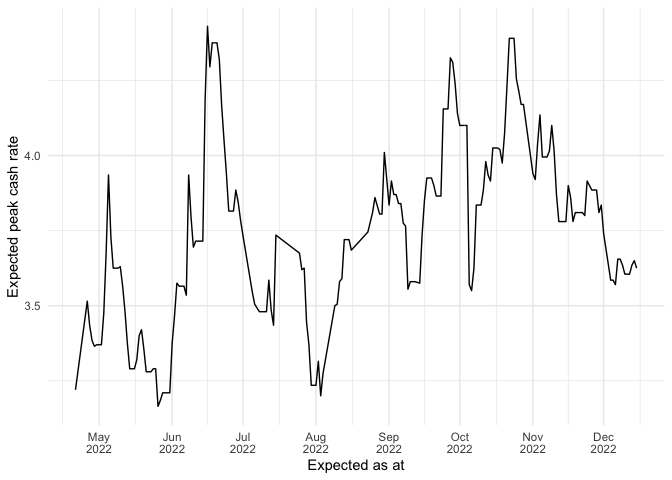 Expected peak cash rate
4.0
3.5
May Jun Jul Aug Sep Oct Nov Dec
2022 2022 2022 2022 2022 2022 2022 2022
Expected as at